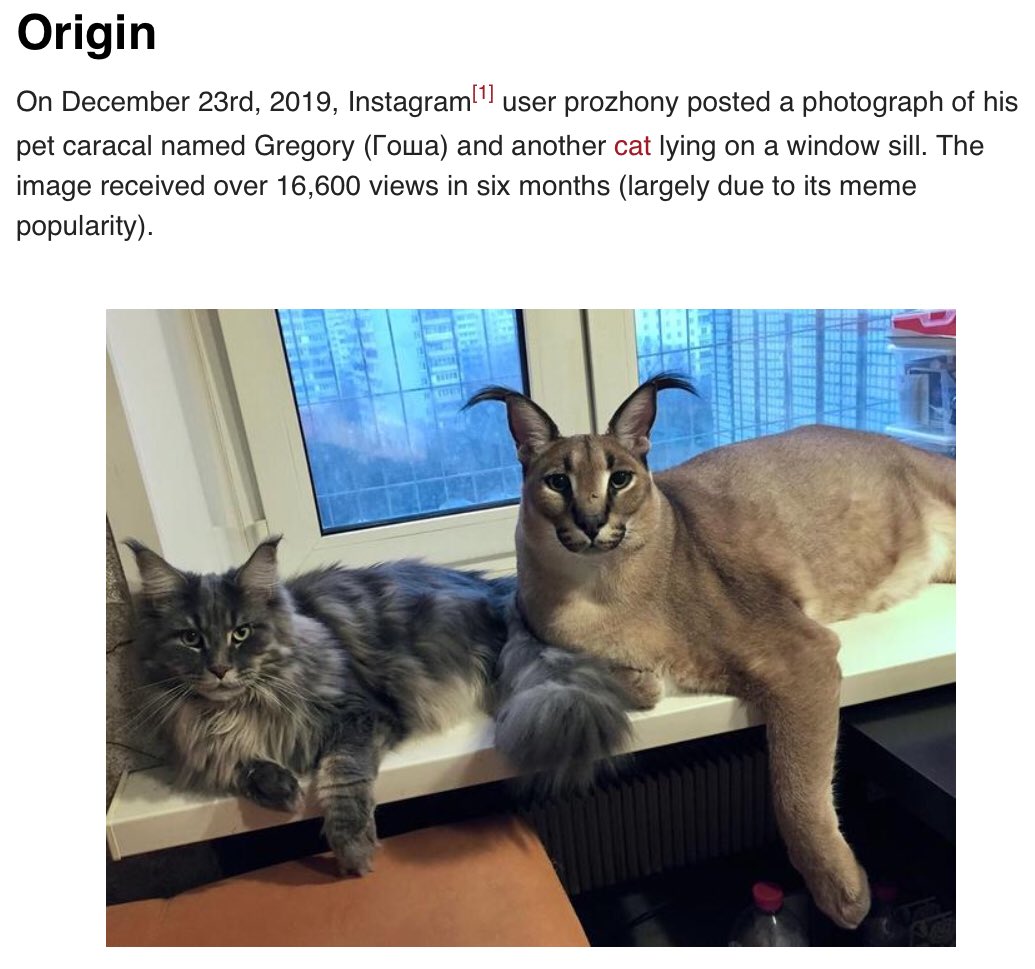 Origin
On December 23rd, 2019, Instagram[1] user prozhony posted a photograph of his
pet caracal named Gregory (Гоша) and another cat lying on a window sill. The
image received over 16,600 views in six months (largely due to its meme
popularity).